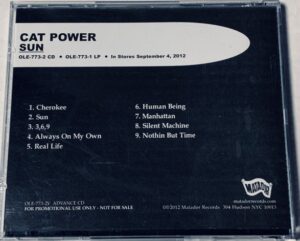 CAT POWER
SUN
OLE-773-2 CD • OLE-773-1 LP • In Stores September 4, 2012
1. Cherokee
2. Sun
3. 3,6,9
4. Always On My Own
5. Real Life
6. Human Being
7. Manhattan
8. Silent Machine
9. Nothin But Time
MATADOR
matadorrecords.com
OLE-773-2V ADVANCE CD
FOR PROMOTIONAL USE ONLY - NOT FOR SALE
©2012 Matador Records 304 Hudson NYC 10013